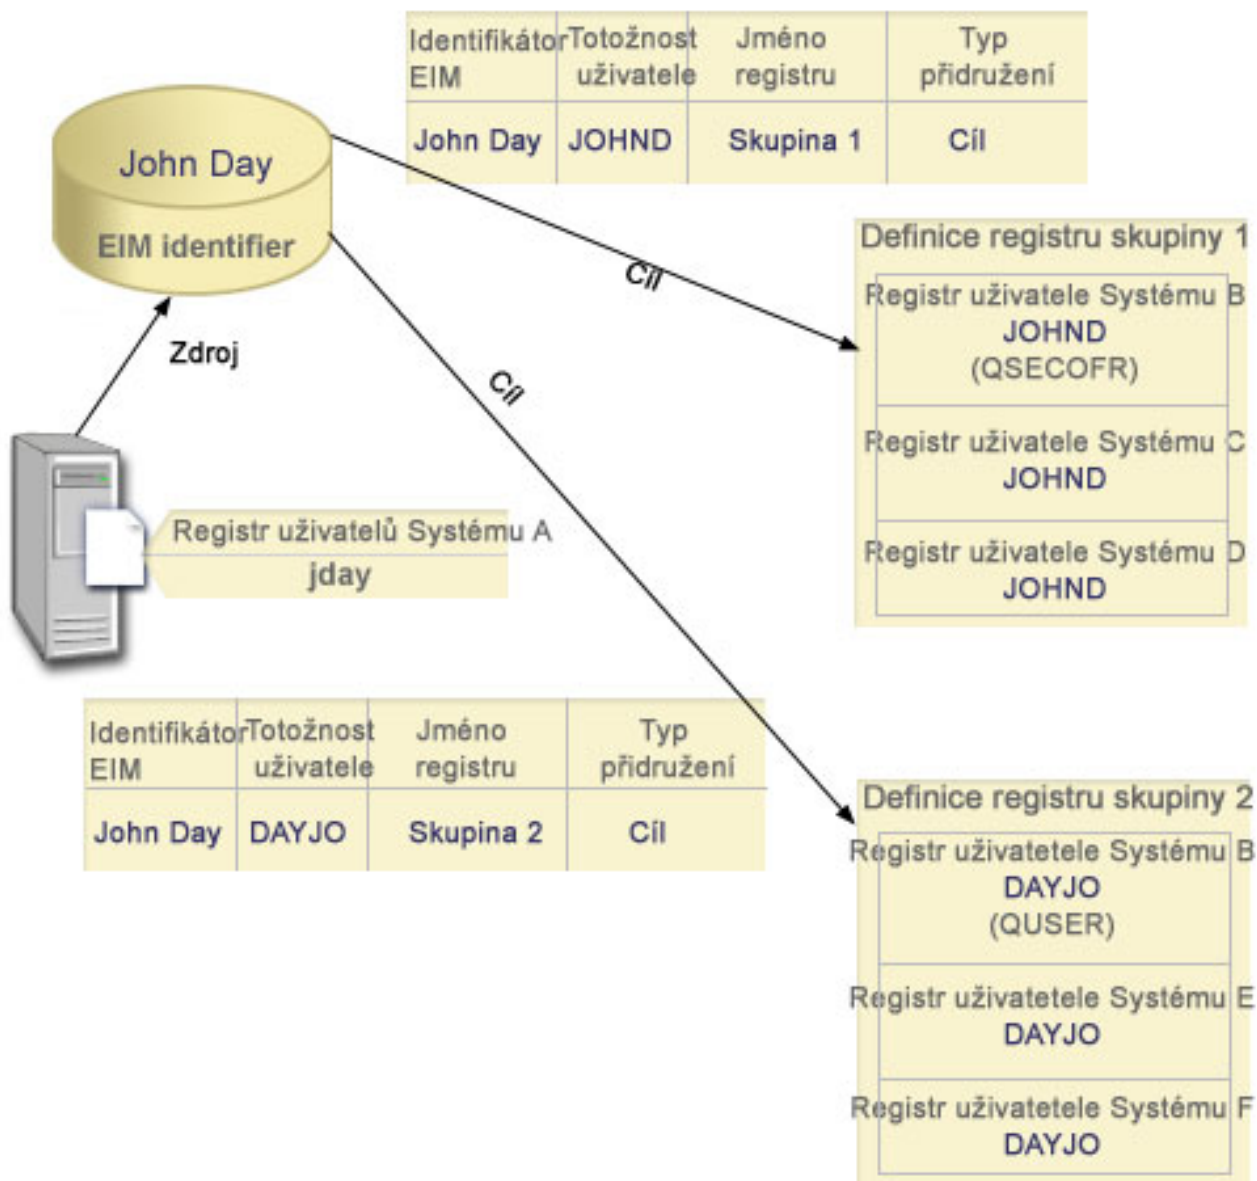 Identifikátor Totožnost Jméno Typ
EIM uživatele registru přidružení
John Day JOHND Skupina 1 Cíl
John Day
EIM identifier
Definice registru skupiny 1
Registr uživatele Systému B
JOHND
(QSECOFR)
Registr uživatele Systému C
JOHND
Registr uživatele Systému D
JOHND
Cíl
Cíl
Zdroj
Registr uživatelů Systému A
jday
Identifikátor Totožnost Jméno Typ
EIM uživatele registru přidružení
John Day DAYJO Skupina 2 Cíl
Definice registru skupiny 2
Registr uživatetele Systému B
DAYJO
(QUSER)
Registr uživatetele Systému E
DAYJO
Registr uživatetele Systému F
DAYJO